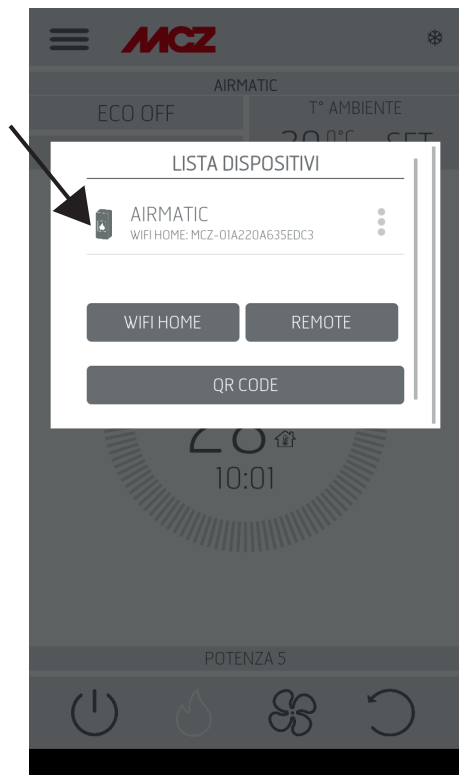 MCZ
AIRMATIC
ECO OFF
T° AMBIENTE
SET
LISTA DISPOSITIVI
AIRMATIC
WIFI HOME: MCZ-01A220A635EDC3
WIFI HOME
REMOTE
QR CODE
10:01
POTENZA 5